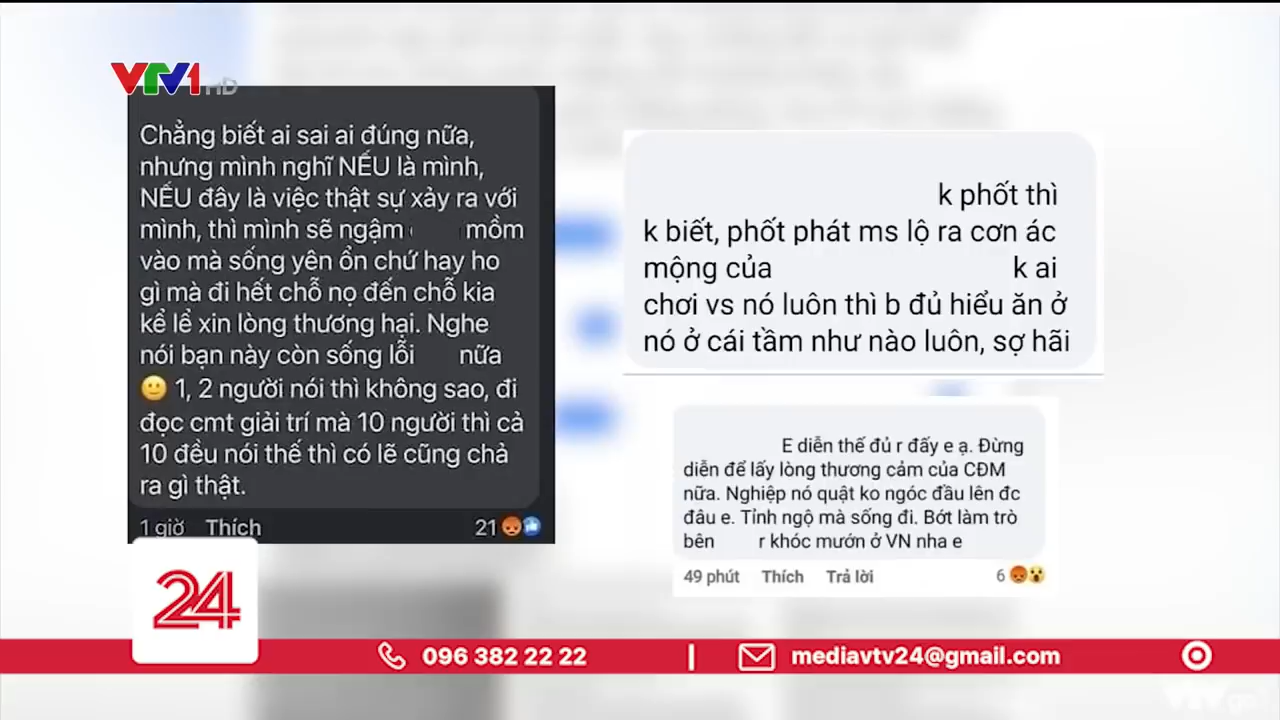 VTV1 HD
Chẳng biết ai sai ai đúng nữa,
nhưng mình nghĩ NẾU là mình,
NẾU đây là việc thật sự xảy ra với
mình, thì mình sẽ ngậm mồm
vào mà sống yên ổn chứ hay ho
gì mà đi hết chỗ nọ đến chỗ kia
kể lể xin lòng thương hại. Nghe
nói bạn này còn sống lỗi nữa
🙂 1, 2 người nói thì không sao, đi
đọc cmt giải trí mà 10 người thì cả
10 đều nói thế thì có lẽ cũng chả
ra gì thật.
1 giờ Thích 21
k phốt thì
k biết, phốt phát ms lộ ra cơn ác
mộng của k ai
chơi vs nó luôn thì b đủ hiểu ăn ở
nó ở cái tầm như nào luôn, sợ hãi
E diễn thế đủ r đấy e ạ. Đừng
diễn để lấy lòng thương cảm của CĐM
nữa. Nghiệp nó quật ko ngóc đầu lên đc
đâu e. Tỉnh ngộ mà sống đi. Bớt làm trò
bên r khóc mướn ở VN nha e
49 phút Thích Trả lời 6
24
096 382 22 22 | mediavtv24@gmail.com
VTVgo